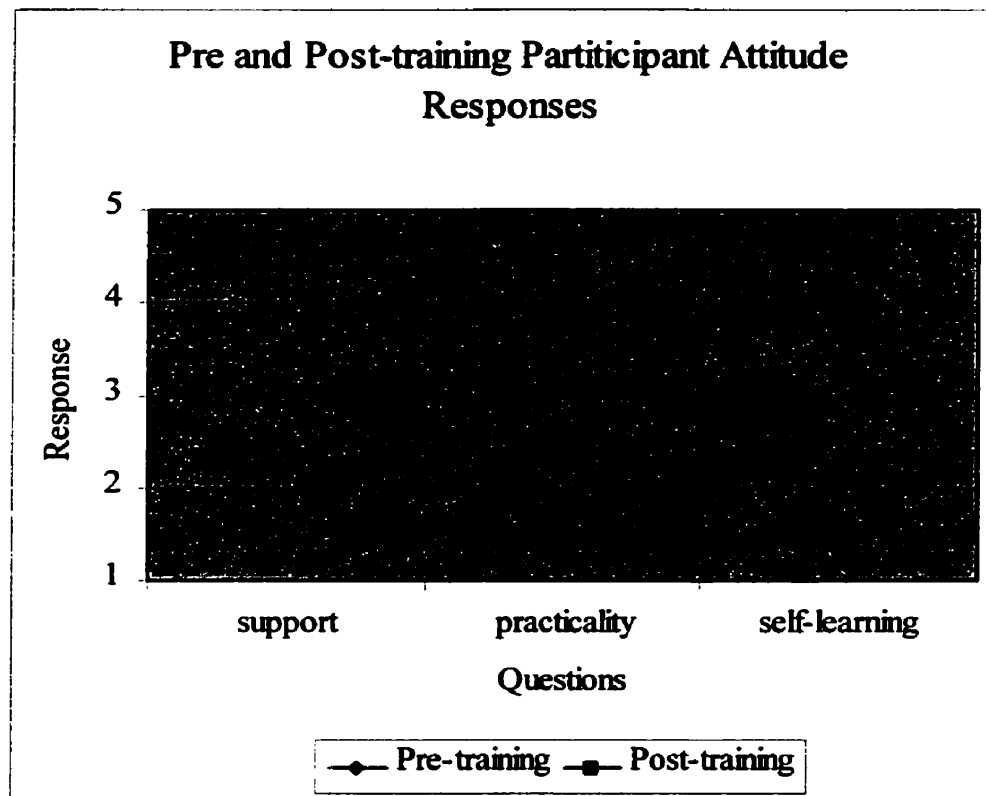 Pre and Post-training Partiticipant Attitude
Responses
5
4
3
2
1
Response
support practicality self-learning
Questions
Pre-training Post-training